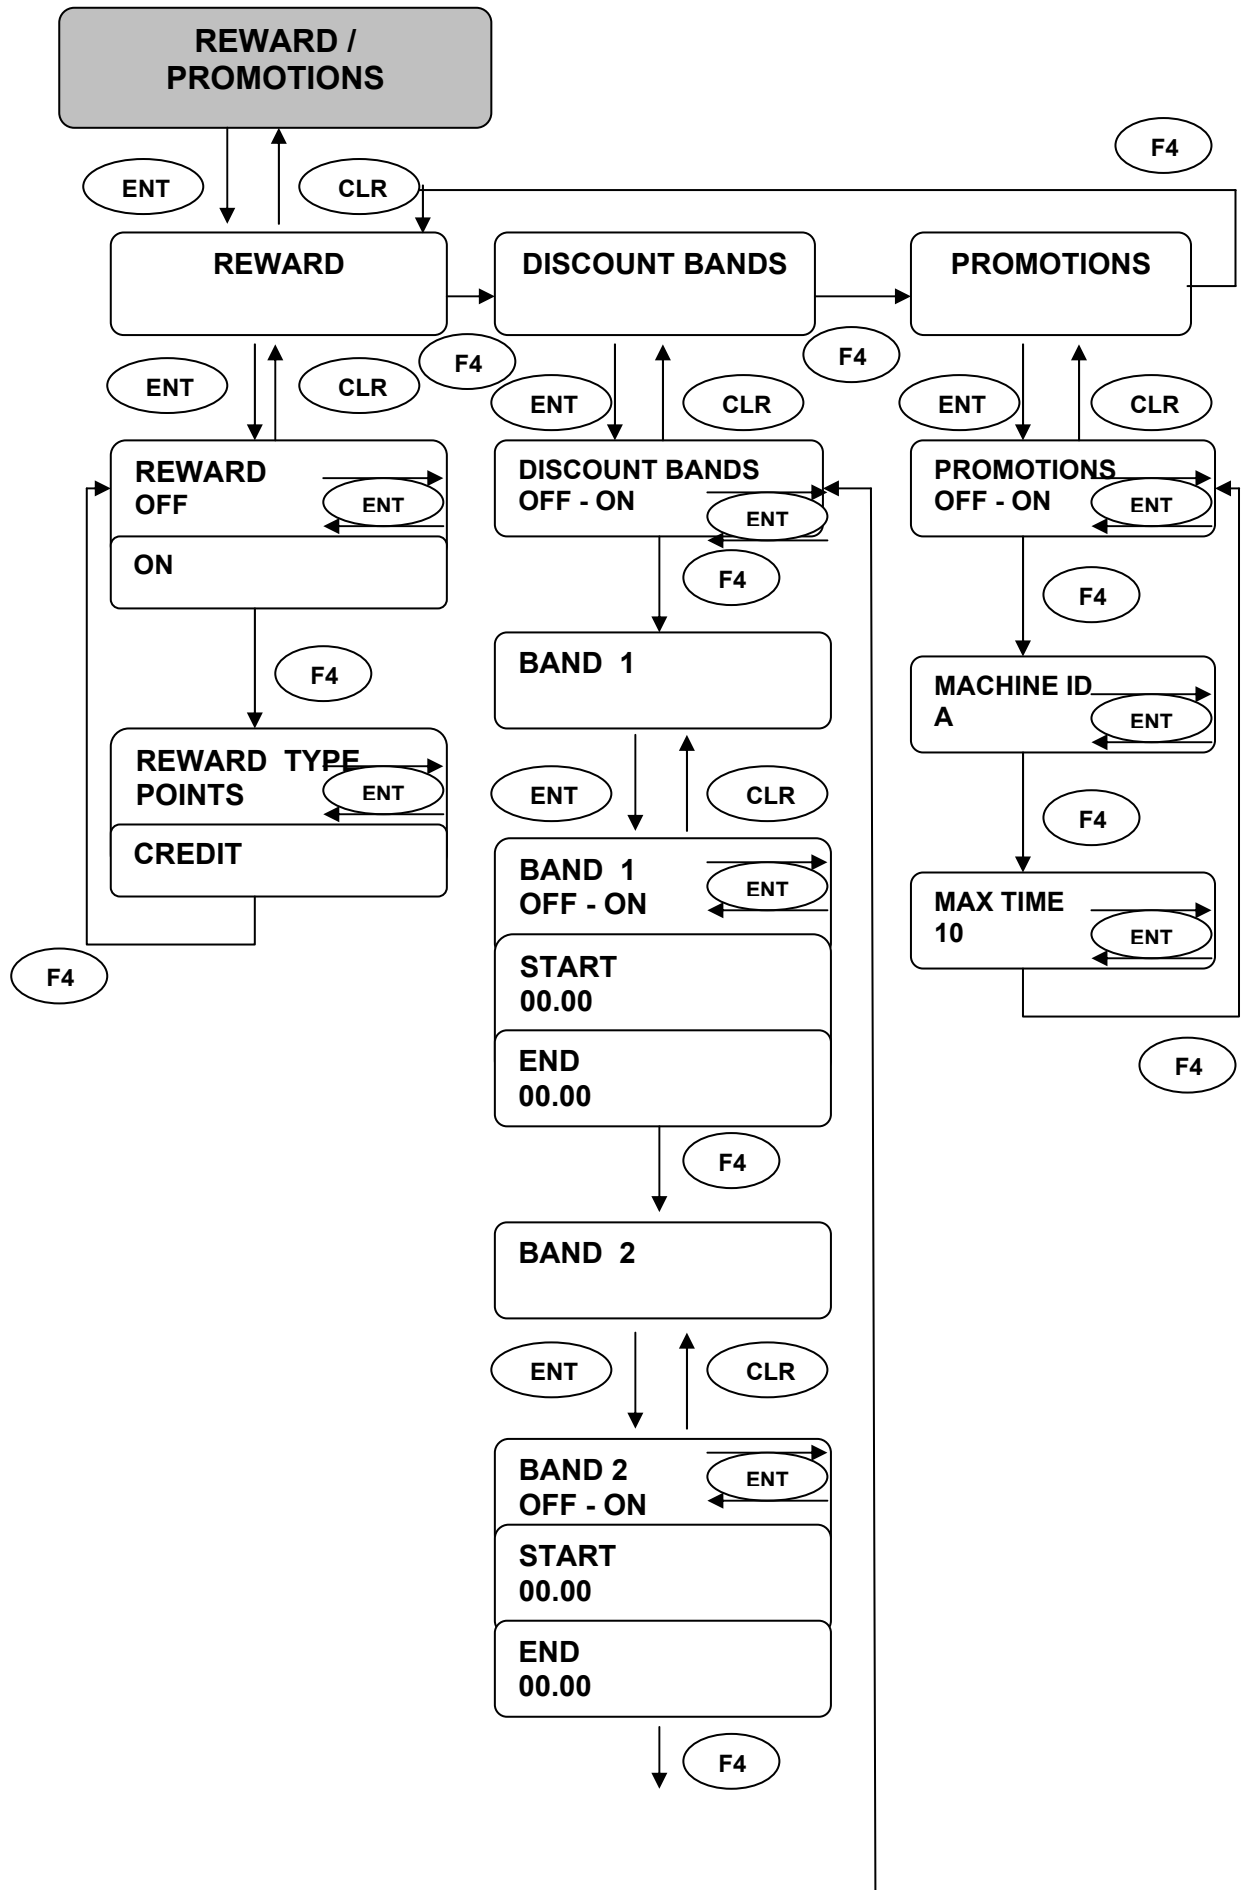 REWARD /
PROMOTIONS
F4
ENT
CLR
REWARD
DISCOUNT BANDS
PROMOTIONS
F4
F4
ENT
CLR
ENT
CLR
ENT
CLR
REWARD
OFF
ENT
ON
F4
REWARD TYPE
POINTS
ENT
CREDIT
F4
DISCOUNT BANDS
OFF - ON
ENT
F4
BAND 1
ENT
CLR
BAND 1
OFF - ON
ENT
START
00.00
END
00.00
F4
BAND 2
ENT
CLR
BAND 2
OFF - ON
ENT
START
00.00
END
00.00
F4
PROMOTIONS
OFF - ON
ENT
F4
MACHINE ID
A
ENT
F4
MAX TIME
10
ENT
F4